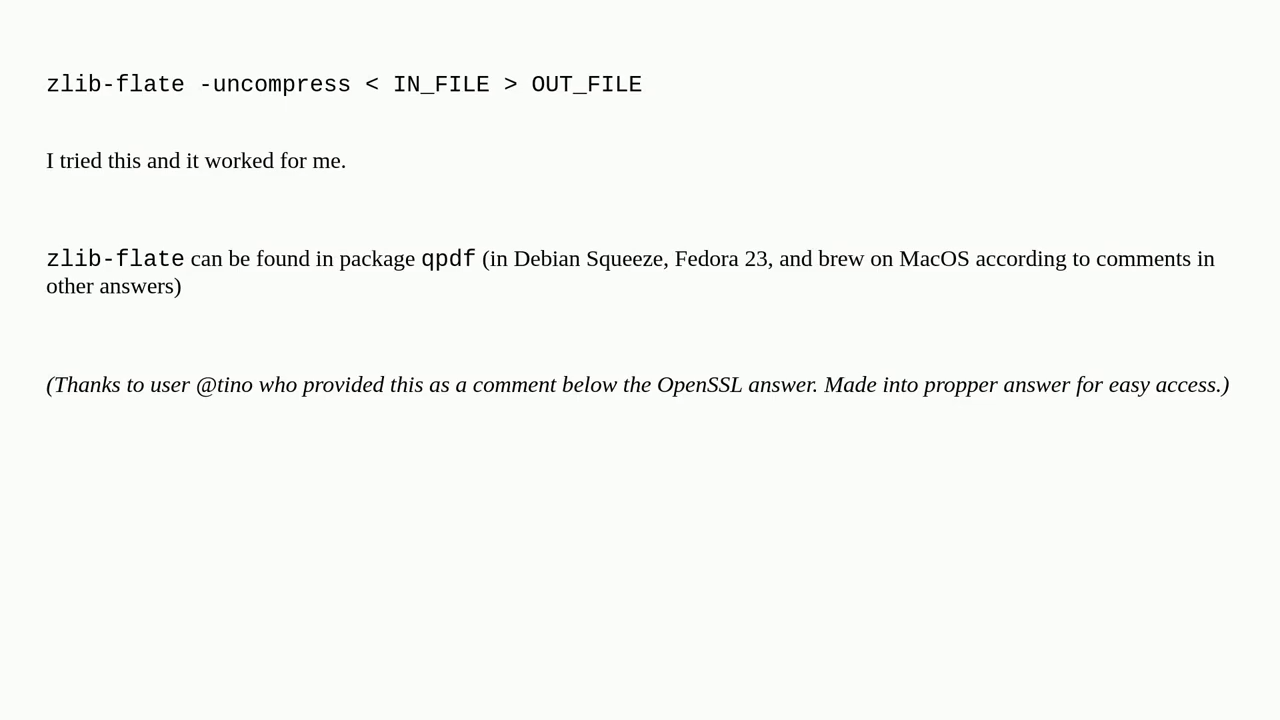 zlib-flate -uncompress < IN_FILE > OUT_FILE
I tried this and it worked for me.
zlib-flate can be found in package qpdf (in Debian Squeeze, Fedora 23, and brew on MacOS according to comments in
other answers)
(Thanks to user @tino who provided this as a comment below the OpenSSL answer. Made into propper answer for easy access.)